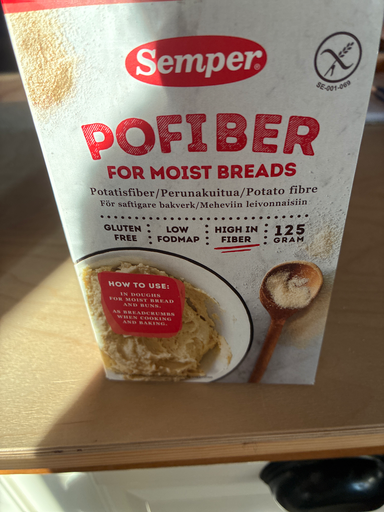 Semper®
SE-001-069
POFIBER
FOR MOIST BREADS
Potatisfiber/Perunakuitua/Potato fibre
För saftigare bakverk/Meheviin leivonnaisiin
GLUTEN FREE
LOW FODMAP
HIGH IN FIBER
125 GRAM
HOW TO USE:
IN DOUGHS
FOR MOIST BREAD
AND BUNS.
AS BREADCRUMBS
WHEN COOKING
AND BAKING.